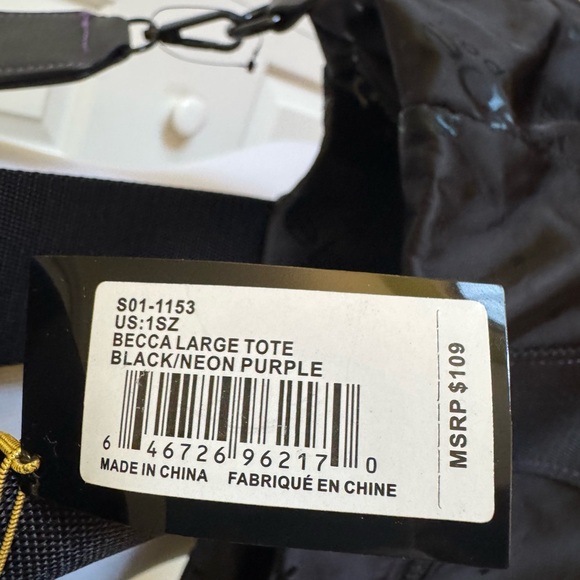 S01-1153
US:1SZ
BECCA LARGE TOTE
BLACK/NEON PURPLE
6 46726 96217 0
MADE IN CHINA FABRIQUÉ EN CHINE
MSRP $109